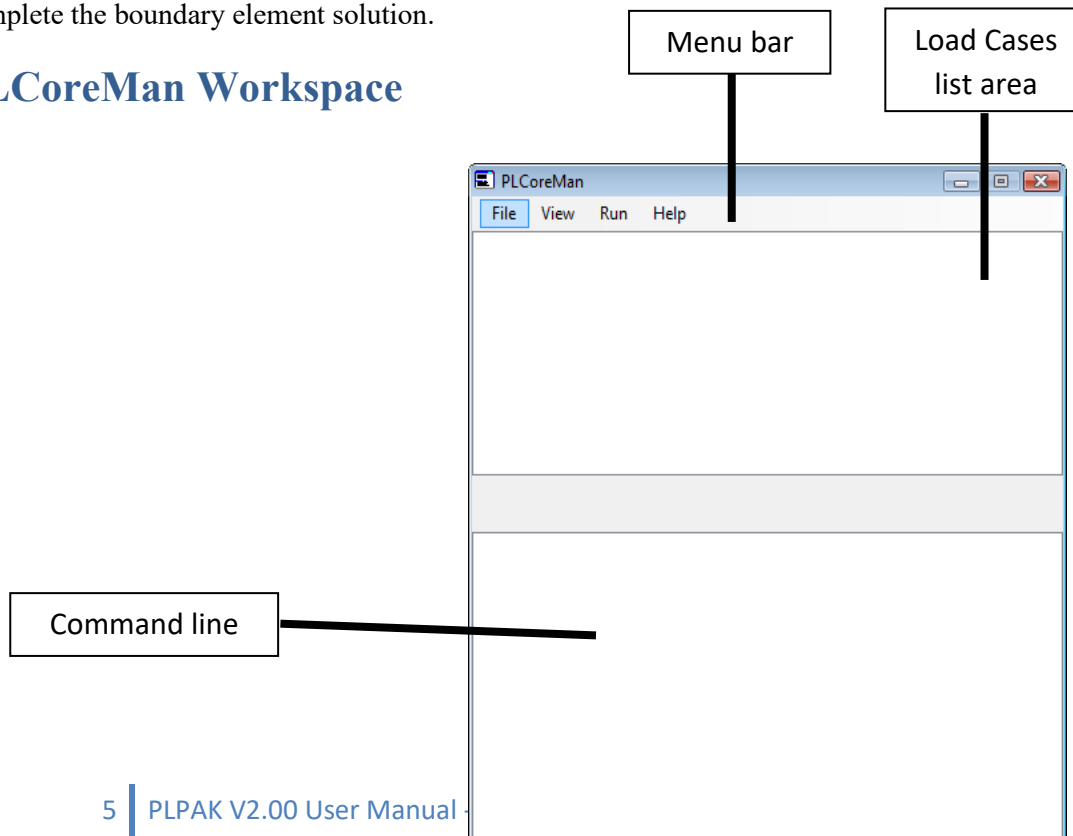 mplete the boundary element solution.
Menu bar
Load Cases
list area
LCoreMan Workspace
PLCoreMan
File View Run Help
Command line
5 PLPAK V2.00 User Manual -